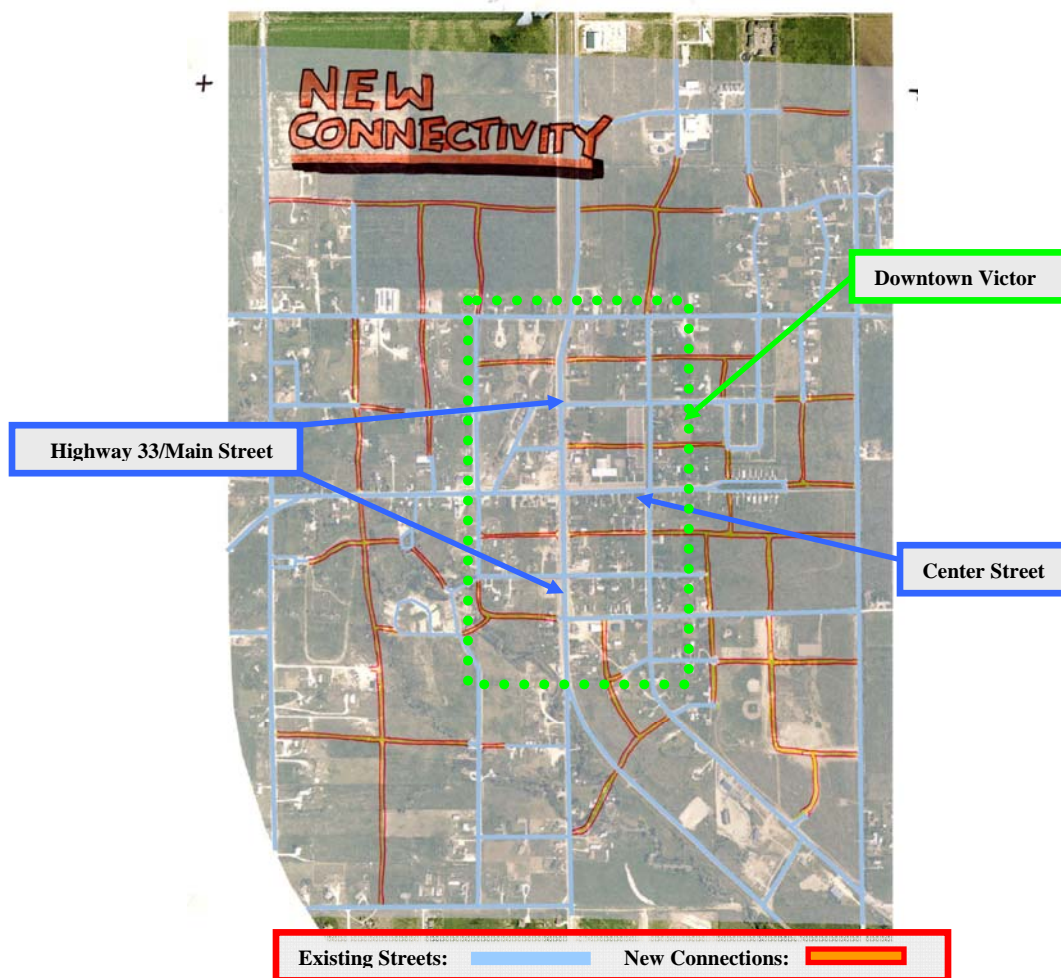 NEW
CONNECTIVITY
Downtown Victor
Highway 33/Main Street
Center Street
Existing Streets: New Connections: